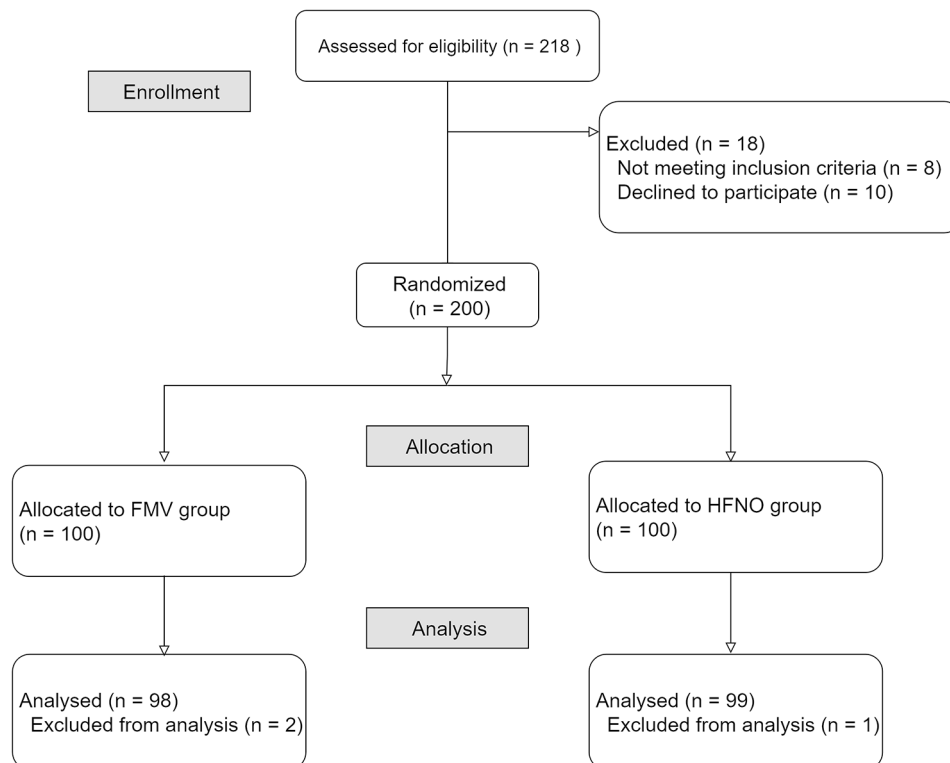 Assessed for eligibility (n = 218 )
Enrollment
Excluded (n = 18)
Not meeting inclusion criteria (n = 8)
Declined to participate (n = 10)
Randomized
(n = 200)
Allocation
Allocated to FMV group
(n = 100)
Allocated to HFNO group
(n = 100)
Analysis
Analysed (n = 98)
Excluded from analysis (n = 2)
Analysed (n = 99)
Excluded from analysis (n = 1)